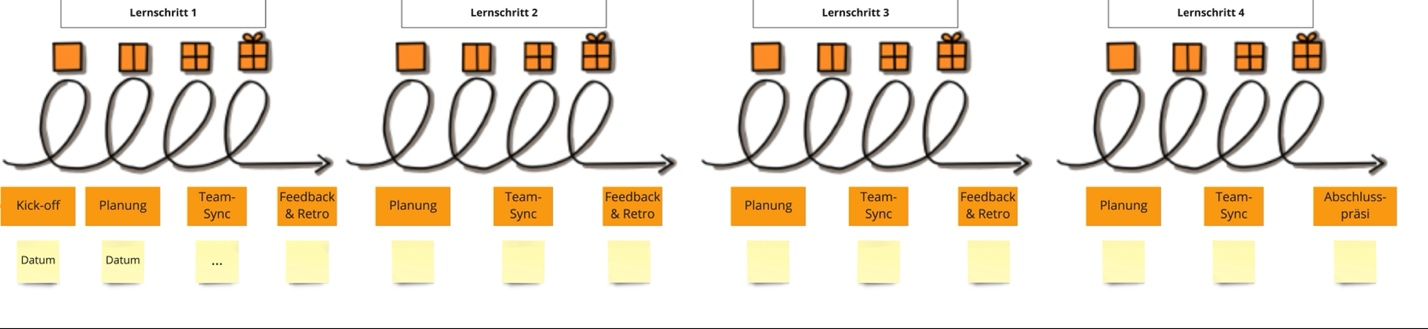 Lernschritt 1
Lernschritt 2
Lernschritt 3
Lernschritt 4
Kick-off
Planung
Team-
Sync
Feedback
& Retro
Planung
Team-
Sync
Feedback
& Retro
Planung
Team-
Sync
Feedback
& Retro
Planung
Team-
Sync
Abschluss-
präsi
Datum
Datum
...